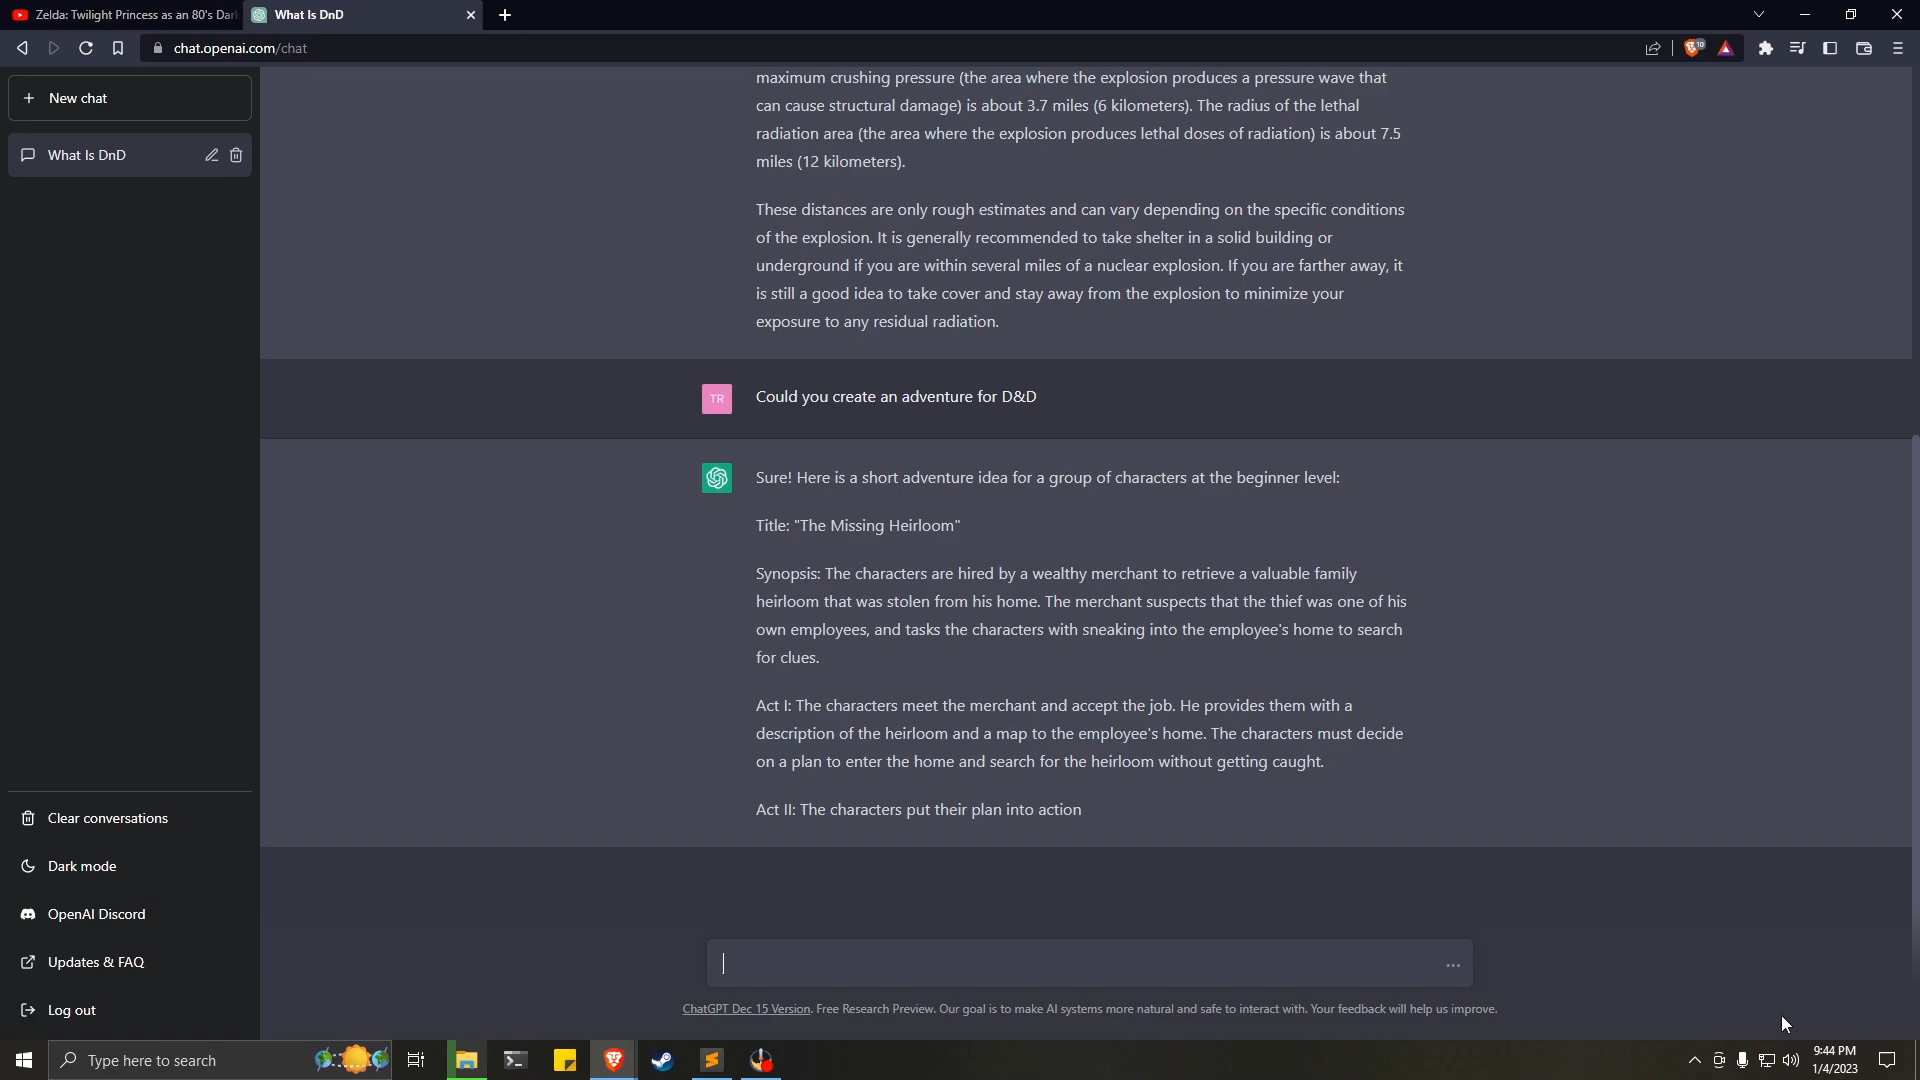 Zelda: Twilight Princess as an 80's Dar
What Is DnD
chat.openai.com/chat
10
New chat
What Is DnD
maximum crushing pressure (the area where the explosion produces a pressure wave that
can cause structural damage) is about 3.7 miles (6 kilometers). The radius of the lethal
radiation area (the area where the explosion produces lethal doses of radiation) is about 7.5
miles (12 kilometers).
These distances are only rough estimates and can vary depending on the specific conditions
of the explosion. It is generally recommended to take shelter in a solid building or
underground if you are within several miles of a nuclear explosion. If you are farther away, it
is still a good idea to take cover and stay away from the explosion to minimize your
exposure to any residual radiation.
TR
Could you create an adventure for D&D
Sure! Here is a short adventure idea for a group of characters at the beginner level:
Title: "The Missing Heirloom"
Synopsis: The characters are hired by a wealthy merchant to retrieve a valuable family
heirloom that was stolen from his home. The merchant suspects that the thief was one of his
own employees, and tasks the characters with sneaking into the employee's home to search
for clues.
Act I: The characters meet the merchant and accept the job. He provides them with a
description of the heirloom and a map to the employee's home. The characters must decide
on a plan to enter the home and search for the heirloom without getting caught.
Act II: The characters put their plan into action
Clear conversations
Dark mode
OpenAI Discord
Updates & FAQ
Log out
ChatGPT Dec 15 Version. Free Research Preview. Our goal is to make AI systems more natural and safe to interact with. Your feedback will help us improve.
Type here to search
9:44 PM
1/4/2023